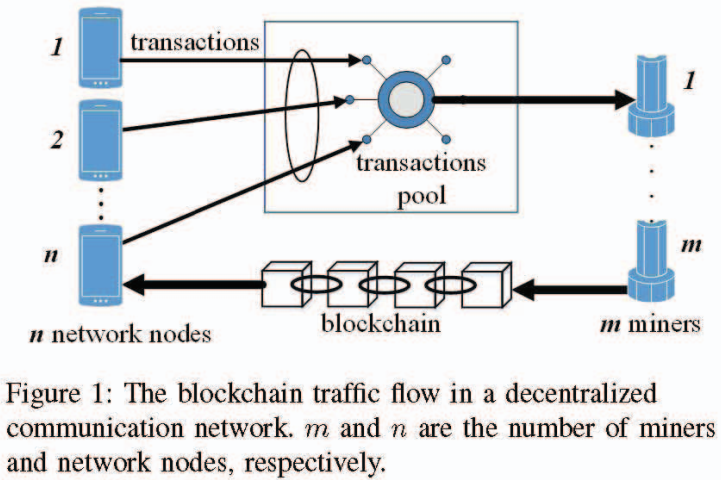 1
transactions
1
2
transactions
pool
n
m
blockchain
n network nodes
m miners
Figure 1: The blockchain traffic flow in a decentralized
communication network. m and n are the number of miners
and network nodes, respectively.